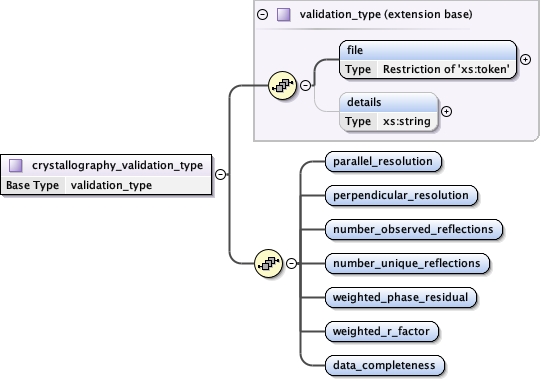 validation_type (extension base)
file
Type Restriction of 'xs:token'
details
Type xs:string
crystallography_validation_type
Base Type validation_type
parallel_resolution
perpendicular_resolution
number_observed_reflections
number_unique_reflections
weighted_phase_residual
weighted_r_factor
data_completeness